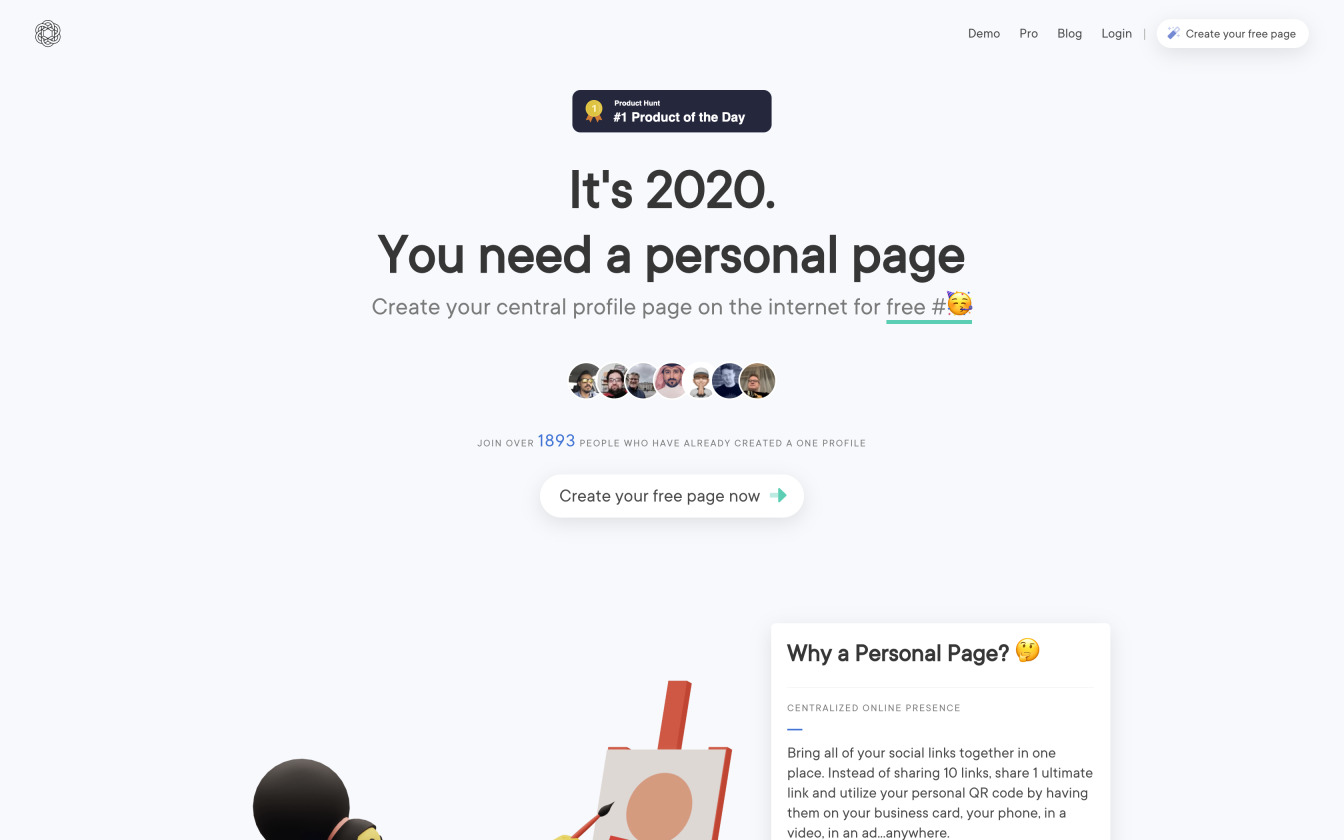 Demo Pro Blog Login | Create your free page
Product Hunt
#1 Product of the Day
It's 2020.
You need a personal page
Create your central profile page on the internet for free #🥳
JOIN OVER 1893 PEOPLE WHO HAVE ALREADY CREATED A ONE PROFILE
Create your free page now
Why a Personal Page? 🤔
CENTRALIZED ONLINE PRESENCE
Bring all of your social links together in one
place. Instead of sharing 10 links, share 1 ultimate
link and utilize your personal QR code by having
them on your business card, your phone, in a
video, in an ad...anywhere.